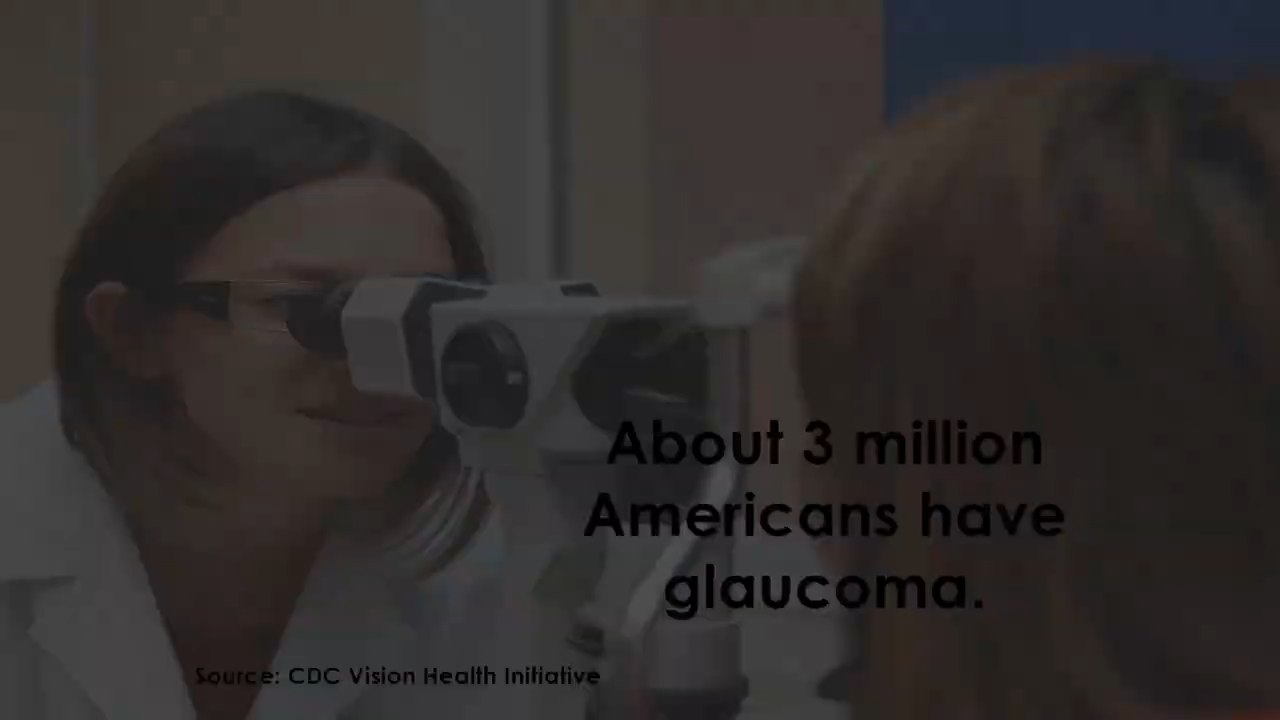 About 3 million
Americans have
glaucoma.
Source: CDC Vision Health Initiative